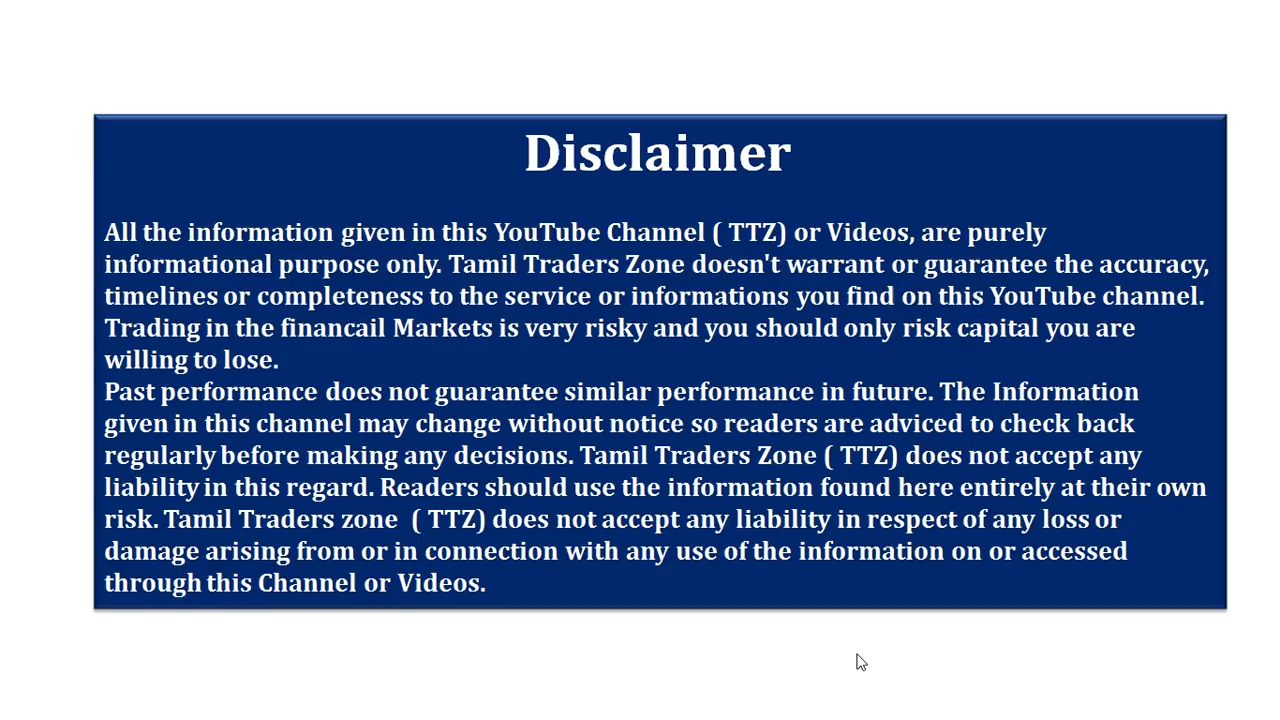 Disclaimer
All the information given in this YouTube Channel ( TTZ) or Videos, are purely
informational purpose only. Tamil Traders Zone doesn't warrant or guarantee the accuracy,
timelines or completeness to the service or informations you find on this YouTube channel.
Trading in the financail Markets is very risky and you should only risk capital you are
willing to lose.
Past performance does not guarantee similar performance in future. The Information
given in this channel may change without notice so readers are adviced to check back
regularly before making any decisions. Tamil Traders Zone ( TTZ) does not accept any
liability in this regard. Readers should use the information found here entirely at their own
risk. Tamil Traders zone  ( TTZ) does not accept any liability in respect of any loss or
damage arising from or in connection with any use of the information on or accessed
through this Channel or Videos.